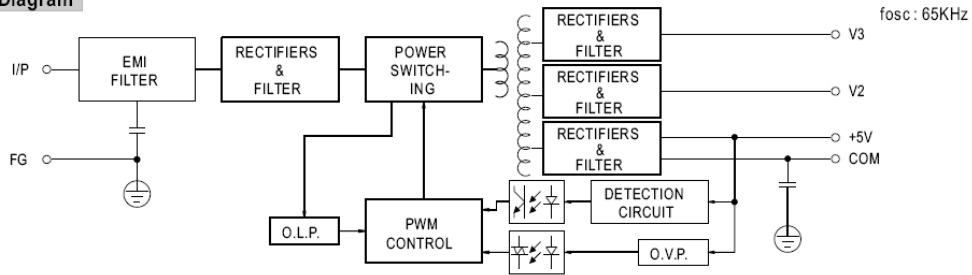 Diagram
fosc : 65KHz
I/P
EMI
FILTER
RECTIFIERS
&
FILTER
POWER
SWITCH-
ING
RECTIFIERS
&
FILTER
V3
RECTIFIERS
&
FILTER
V2
RECTIFIERS
&
FILTER
+5V
COM
FG
O.L.P.
PWM
CONTROL
DETECTION
CIRCUIT
O.V.P.